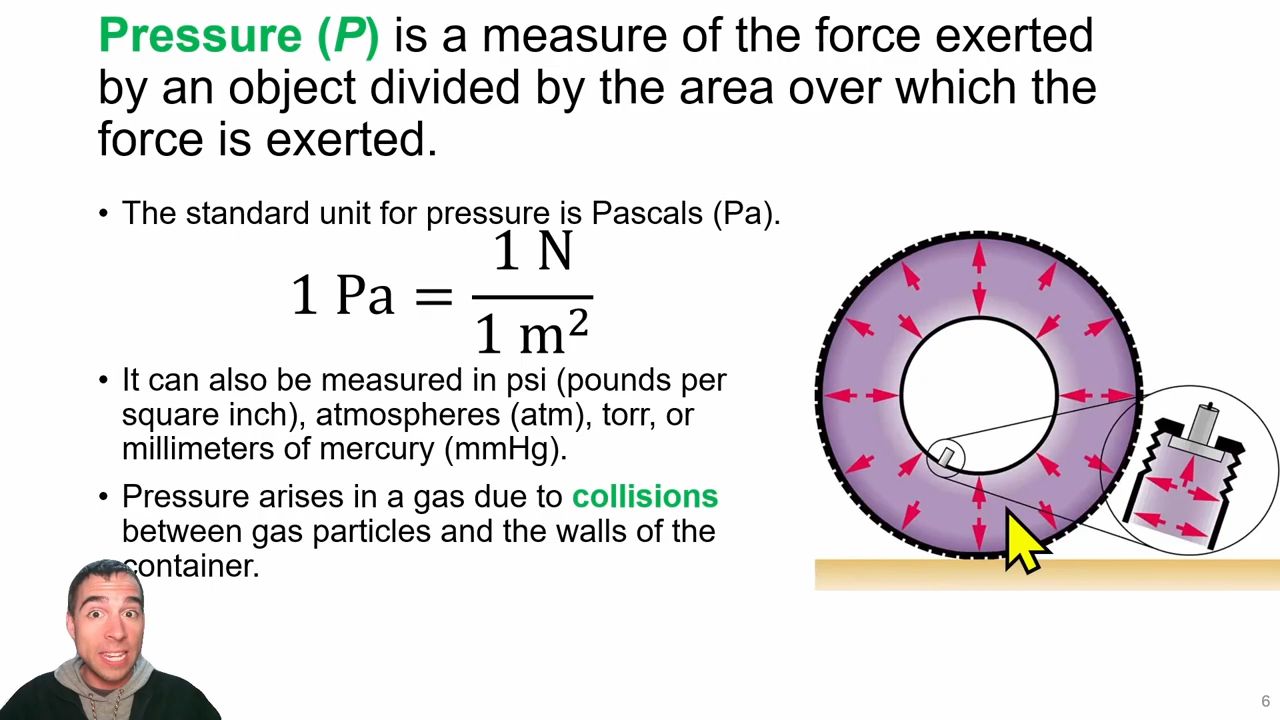 Pressure (P) is a measure of the force exerted
by an object divided by the area over which the
force is exerted.
• The standard unit for pressure is Pascals (Pa).
1 Pa = 1 N / 1 m²
• It can also be measured in psi (pounds per
square inch), atmospheres (atm), torr, or
millimeters of mercury (mmHg).
• Pressure arises in a gas due to collisions
between gas particles and the walls of the
container.
6